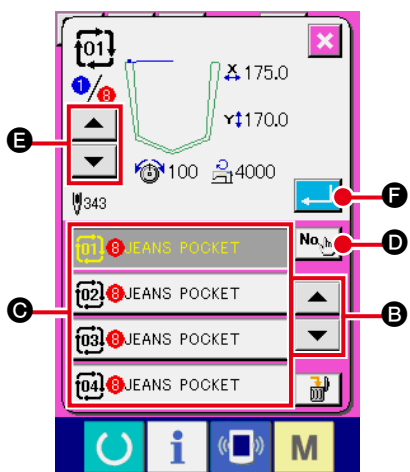 01
X 175.0
1/8
Y 170.0
E
100 4000
343
F
No.
D
01 8 JEANS POCKET
02 8 JEANS POCKET
C
B
03 8 JEANS POCKET
04 8 JEANS POCKET
i
M